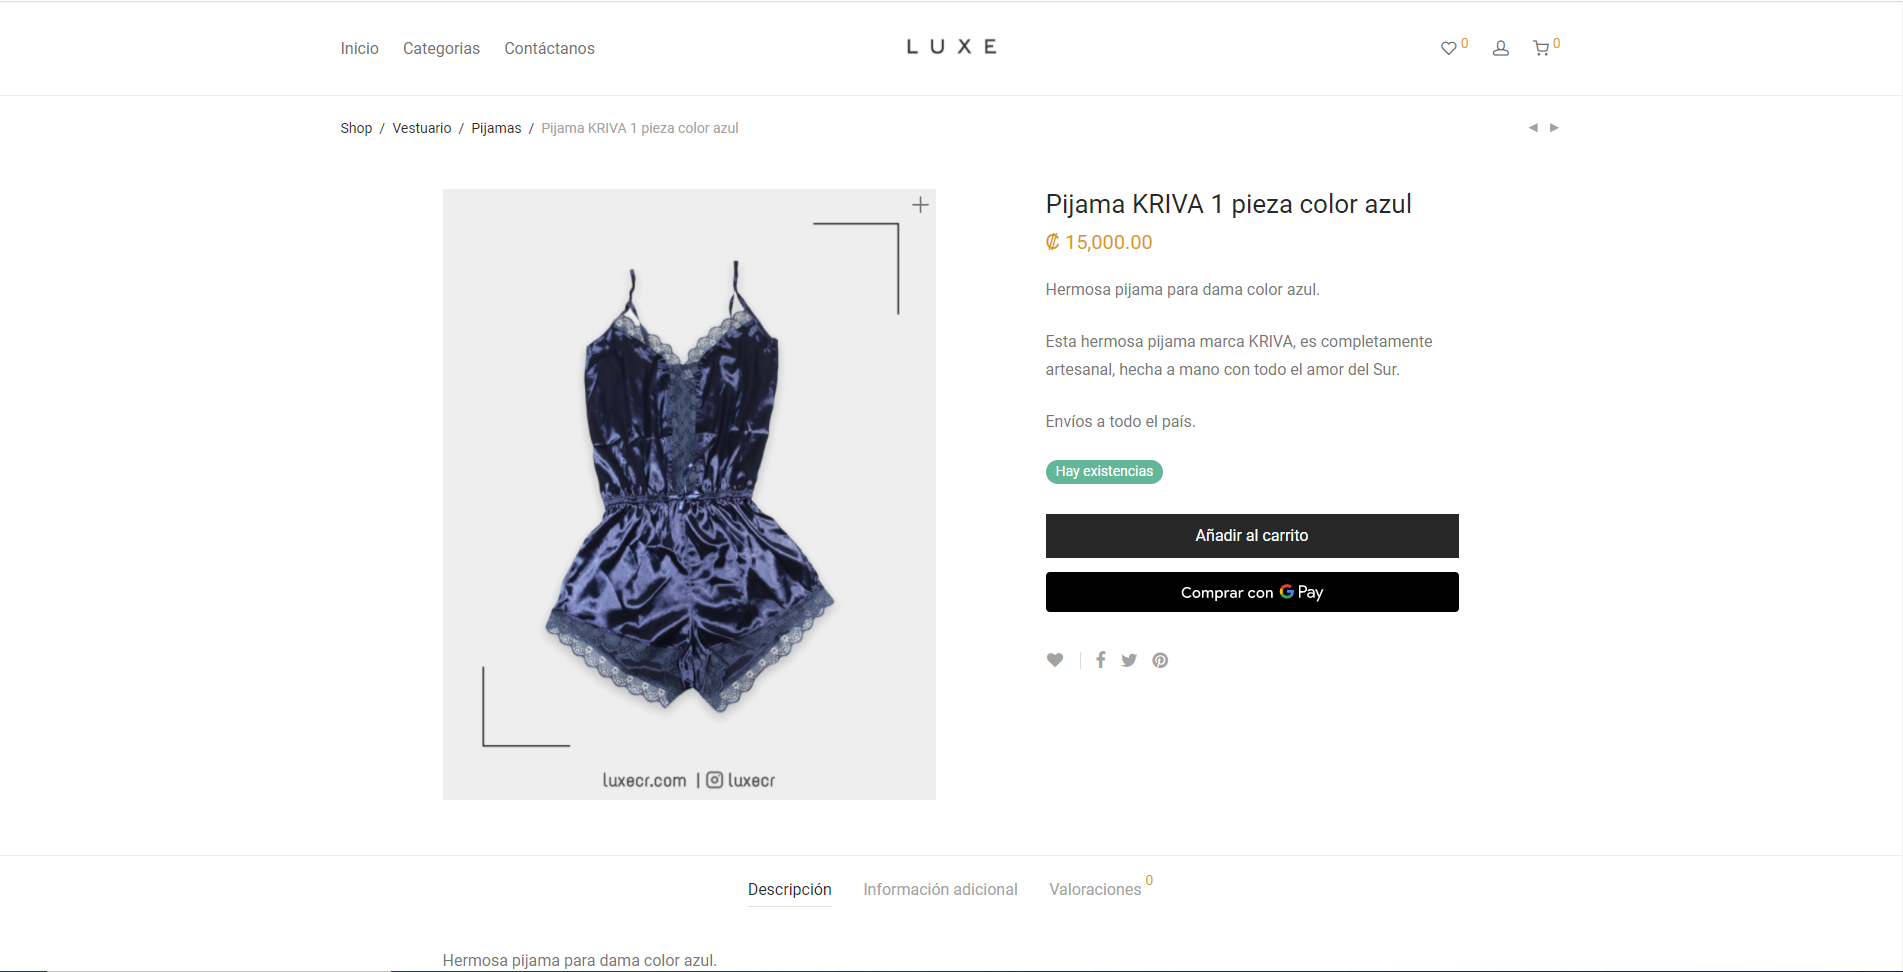 Inicio Categorias Contáctanos
LUXE
0 0
Shop / Vestuario / Pijamas / Pijama KRIVA 1 pieza color azul
luxecr.com | luxecr
Pijama KRIVA 1 pieza color azul
₡ 15,000.00
Hermosa pijama para dama color azul.
Esta hermosa pijama marca KRIVA, es completamente
artesanal, hecha a mano con todo el amor del Sur.
Envíos a todo el país.
Hay existencias
Añadir al carrito
Comprar con G Pay
Descripción Información adicional Valoraciones 0
Hermosa pijama para dama color azul.